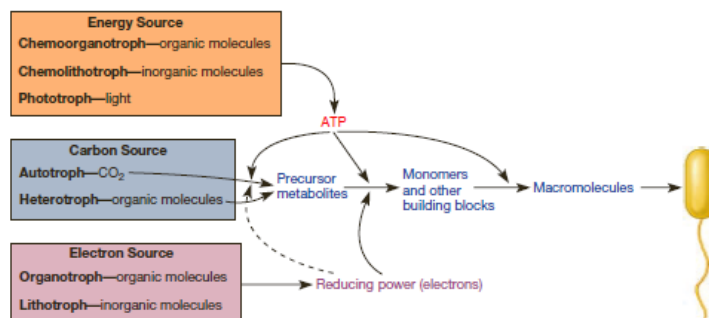 Energy Source
Chemoorganotroph—organic molecules
Chemolithotroph—inorganic molecules
Phototroph—light
ATP
Carbon Source
Autotroph—CO₂
Heterotroph—organic molecules
Precursor
metabolites
Monomers
and other
building blocks
Macromolecules
Electron Source
Organotroph—organic molecules
Lithotroph—inorganic molecules
Reducing power (electrons)